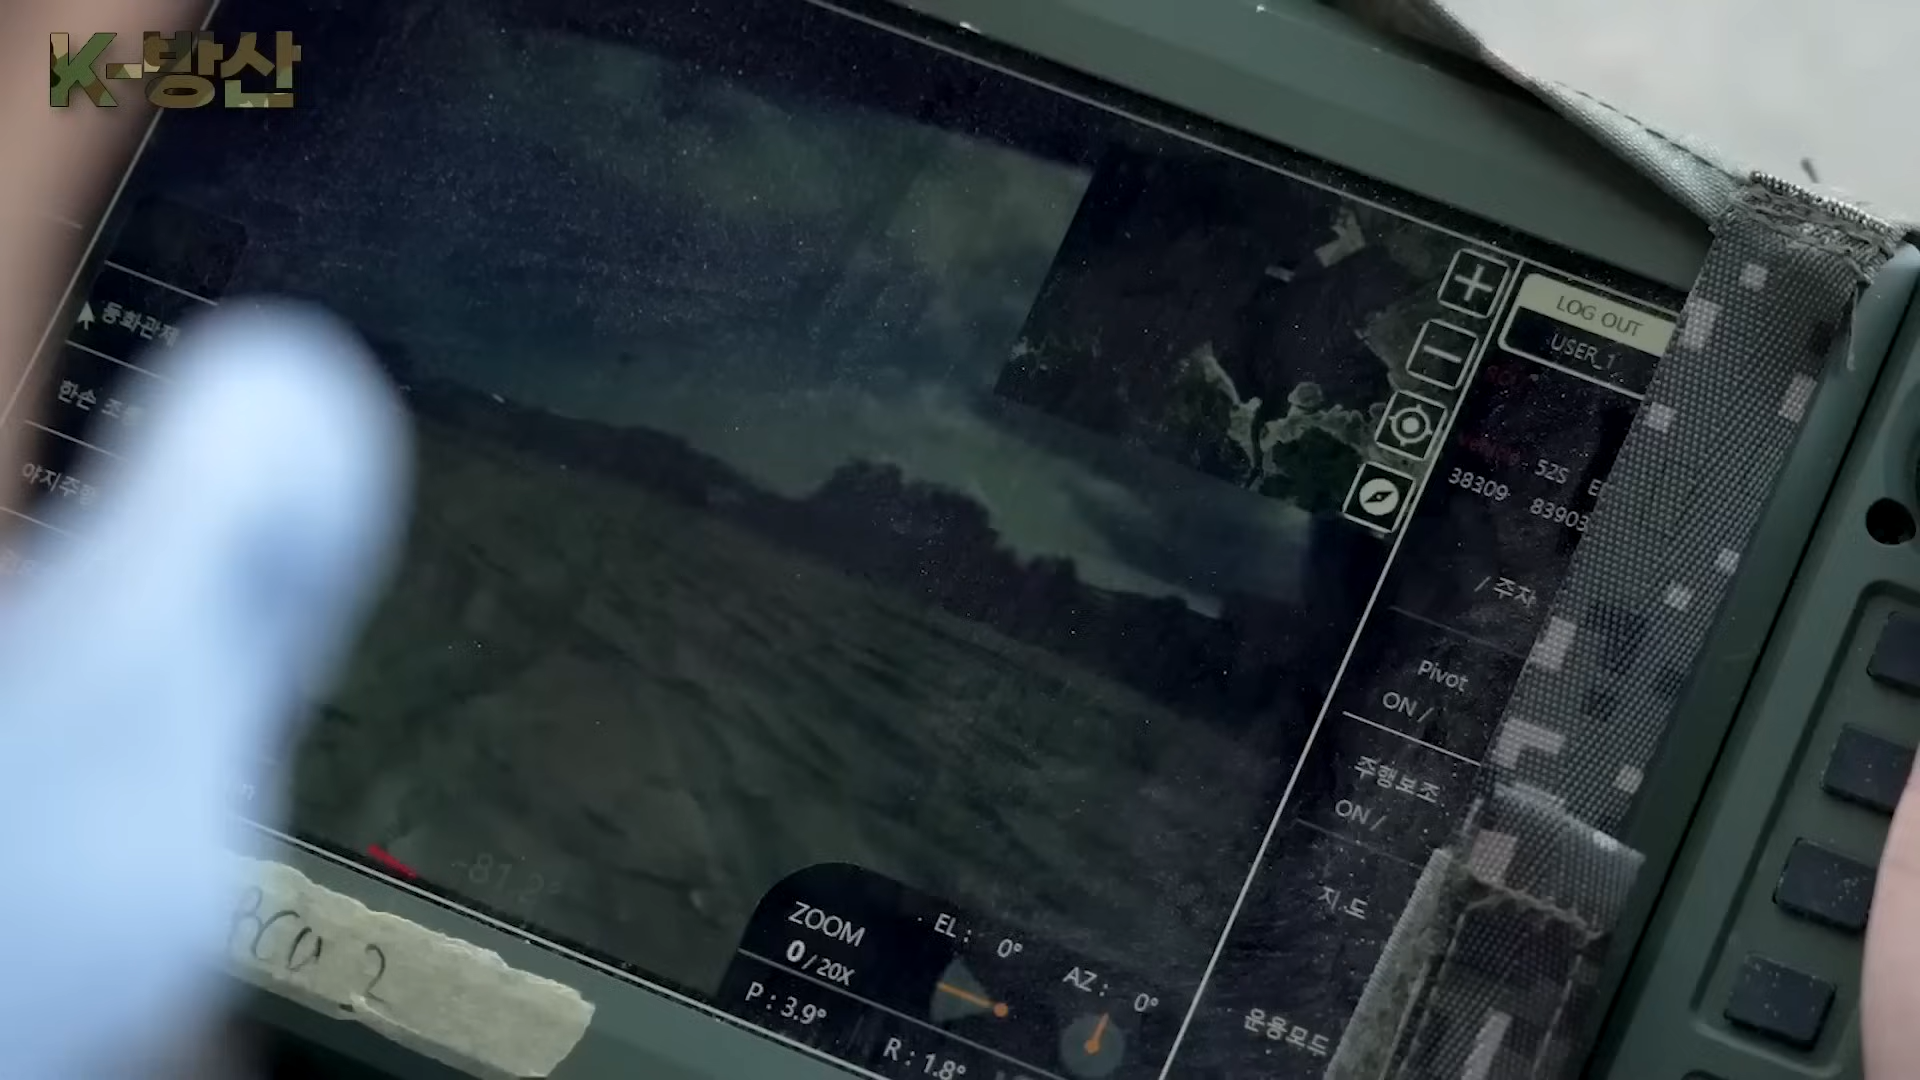 K-방산
LOG OUT
USER_1
동화관제
한손 조
야지주행
52S E
38309 83903
/ 주차
Pivot
ON /
주행보조
ON /
지도
운용모드
-81.2°
ZOOM
0 / 20X
EL : 0°
AZ : 0°
P : 3.9°
R : 1.8°
BCU 2